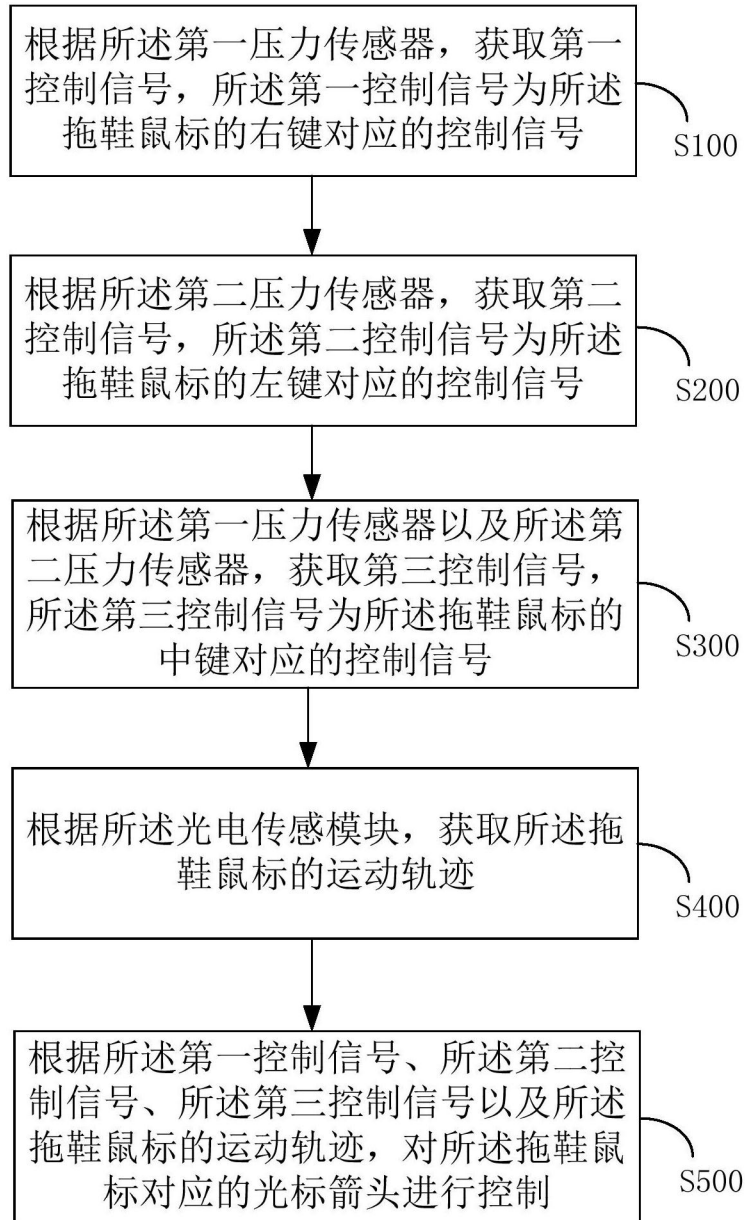 根据所述第一压力传感器，获取第一
控制信号，所述第一控制信号为所述
拖鞋鼠标的右键对应的控制信号
S100
根据所述第二压力传感器，获取第二
控制信号，所述第二控制信号为所述
拖鞋鼠标的左键对应的控制信号
S200
根据所述第一压力传感器以及所述第
二压力传感器，获取第三控制信号，
所述第三控制信号为所述拖鞋鼠标的
中键对应的控制信号
S300
根据所述光电传感模块，获取所述拖
鞋鼠标的运动轨迹
S400
根据所述第一控制信号、所述第二控
制信号、所述第三控制信号以及所述
拖鞋鼠标的运动轨迹，对所述拖鞋鼠
标对应的光标箭头进行控制
S500